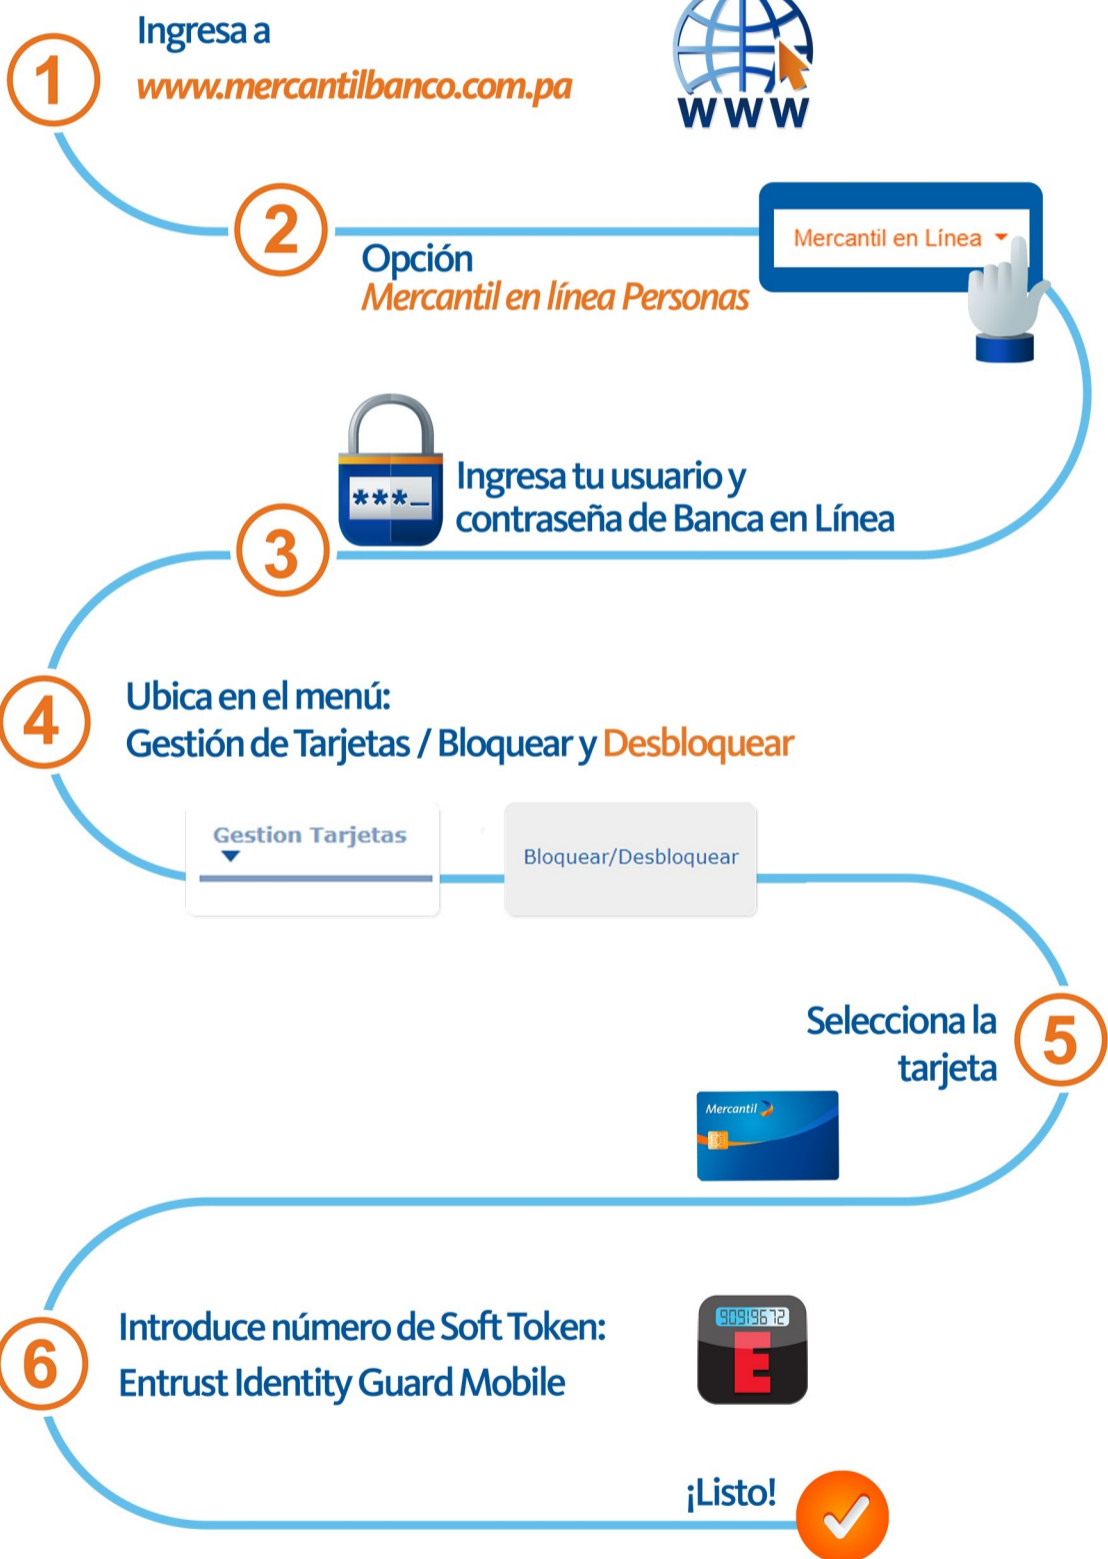 1
Ingresa a
www.mercantilbanco.com.pa
WWW
2
Opción
Mercantil en línea Personas
Mercantil en Línea
***_
Ingresa tu usuario y
contraseña de Banca en Línea
3
4
Ubica en el menú:
Gestión de Tarjetas / Bloquear y Desbloquear
Gestion Tarjetas
Bloquear/Desbloquear
Selecciona la
tarjeta
5
Mercantil
6
Introduce número de Soft Token:
Entrust Identity Guard Mobile
90919672
E
¡Listo!